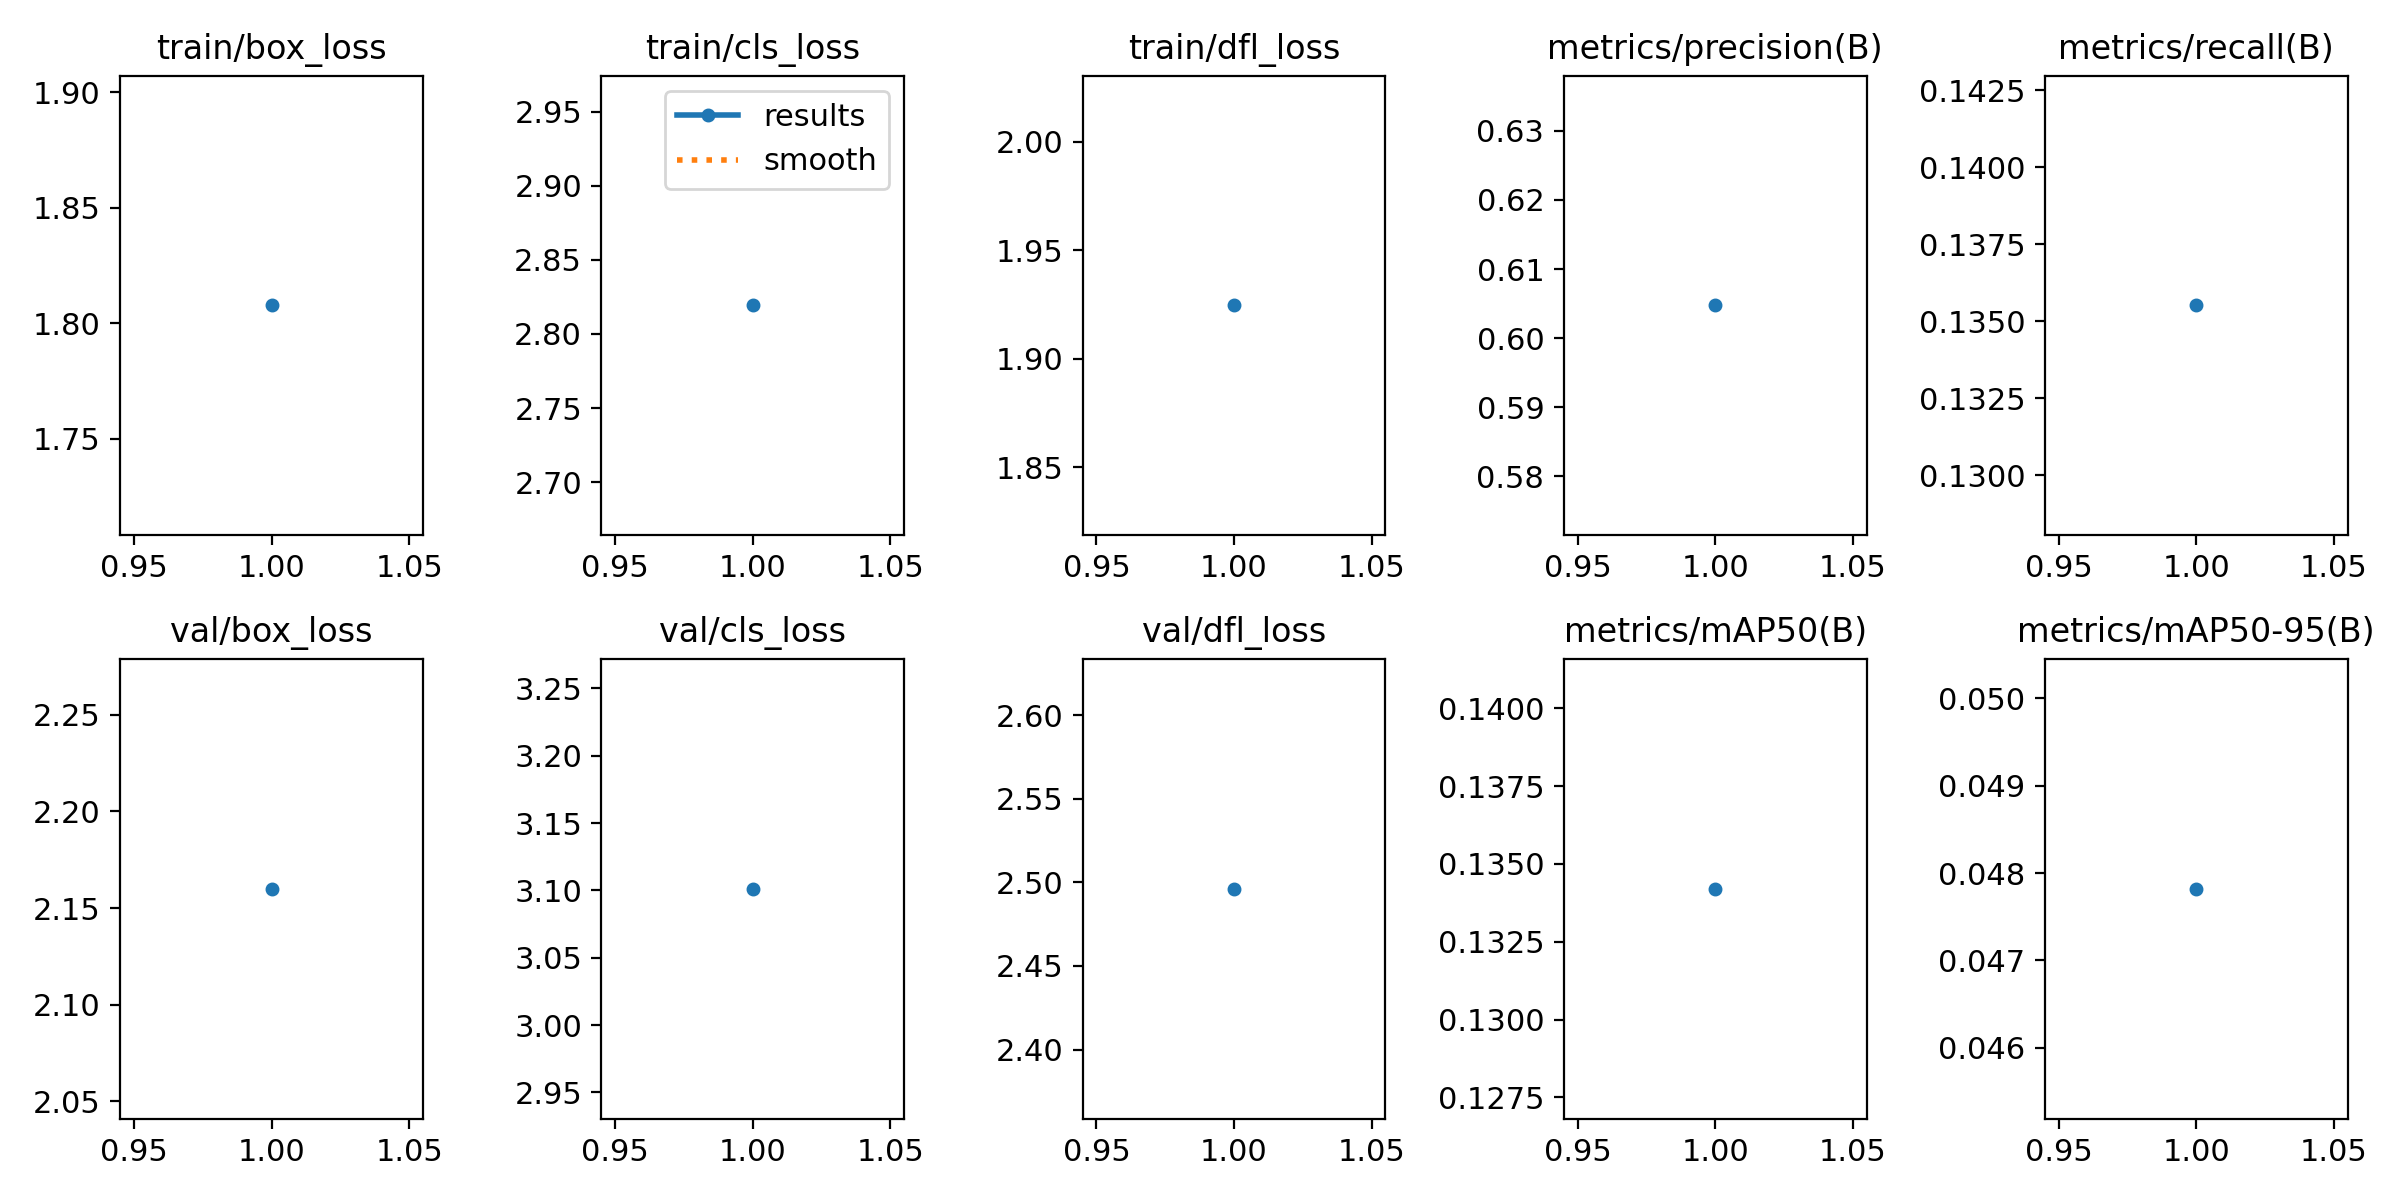 train/box_loss
1.90
1.85
1.80
1.75
0.95 1.00 1.05
train/cls_loss
results
smooth
2.95
2.90
2.85
2.80
2.75
2.70
0.95 1.00 1.05
train/dfl_loss
2.00
1.95
1.90
1.85
0.95 1.00 1.05
metrics/precision(B)
0.63
0.62
0.61
0.60
0.59
0.58
0.95 1.00 1.05
metrics/recall(B)
0.1425
0.1400
0.1375
0.1350
0.1325
0.1300
0.95 1.00 1.05
val/box_loss
2.25
2.20
2.15
2.10
2.05
0.95 1.00 1.05
val/cls_loss
3.25
3.20
3.15
3.10
3.05
3.00
2.95
0.95 1.00 1.05
val/dfl_loss
2.60
2.55
2.50
2.45
2.40
0.95 1.00 1.05
metrics/mAP50(B)
0.1400
0.1375
0.1350
0.1325
0.1300
0.1275
0.95 1.00 1.05
metrics/mAP50-95(B)
0.050
0.049
0.048
0.047
0.046
0.95 1.00 1.05